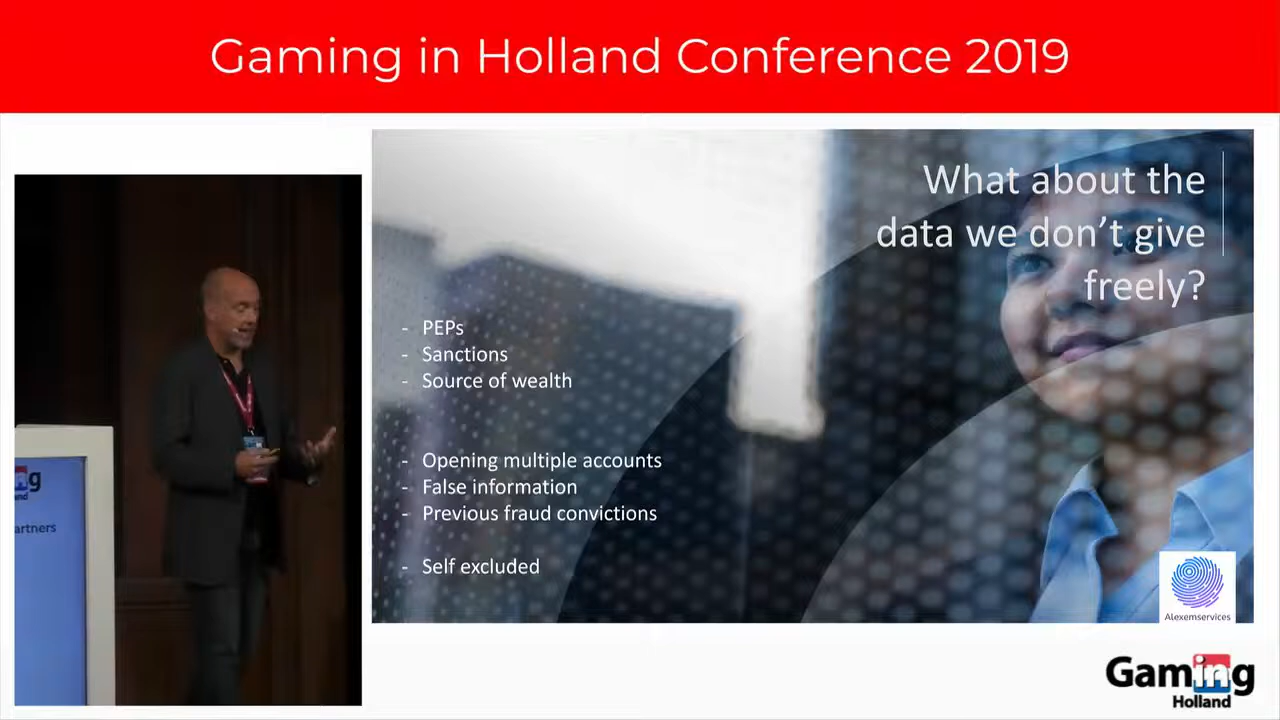 Gaming in Holland Conference 2019
What about the
data we don't give
freely?
- PEPs
- Sanctions
- Source of wealth
- Opening multiple accounts
- False information
- Previous fraud convictions
- Self excluded
Alexemservices
artners
Gaming
Holland